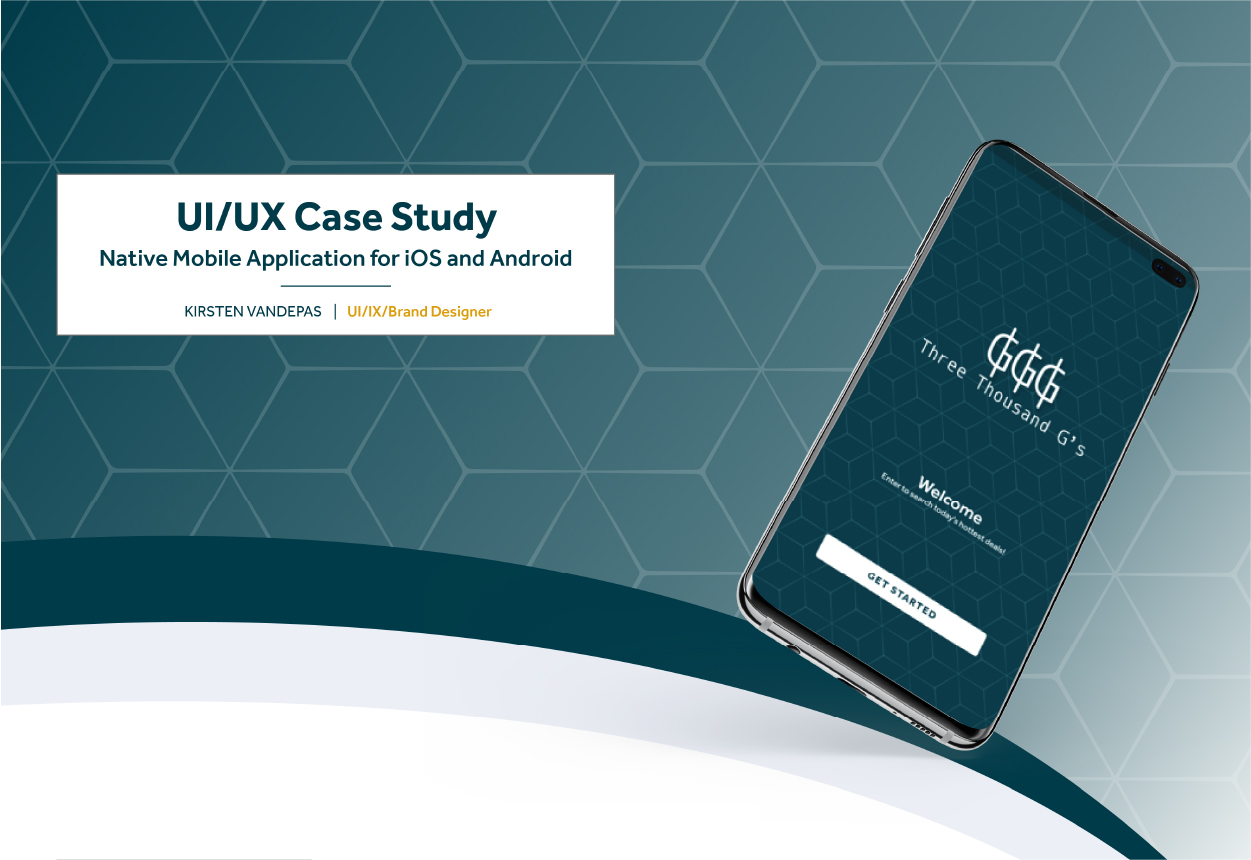 UI/UX Case Study
Native Mobile Application for iOS and Android
KIRSTEN VANDEPAS | UI/IX/Brand Designer
GGG
Three Thousand G's
Welcome
Enter to search today's hottest deals!
GET STARTED